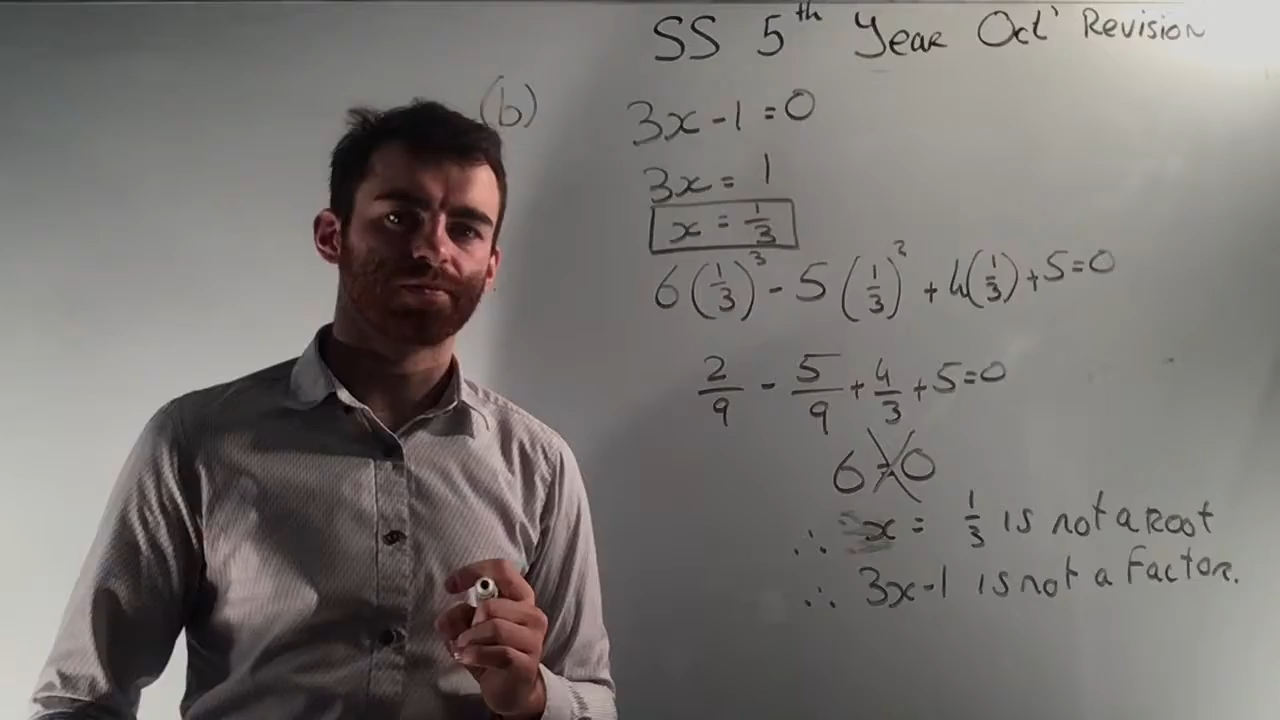 SS 5th Year Oct' Revision
(b)
3x - 1 = 0
3x = 1
x = 1/3
6(1/3)³ - 5(1/3)² + 4(1/3) + 5 = 0
2/9 - 5/9 + 4/3 + 5 = 0
6 ≠ 0
∴ x = 1/3 is not a Root
∴ 3x - 1 is not a Factor.